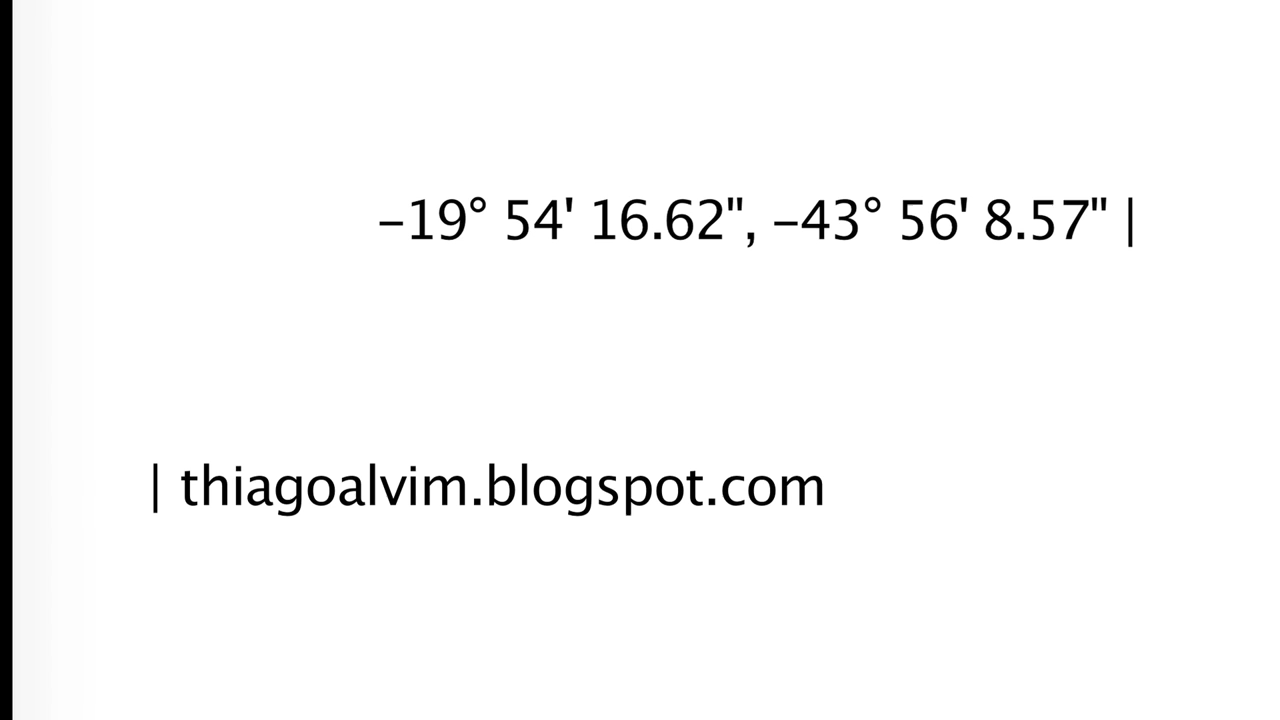 –19° 54' 16.62", –43° 56' 8.57" |
| thiagoalvim.blogspot.com